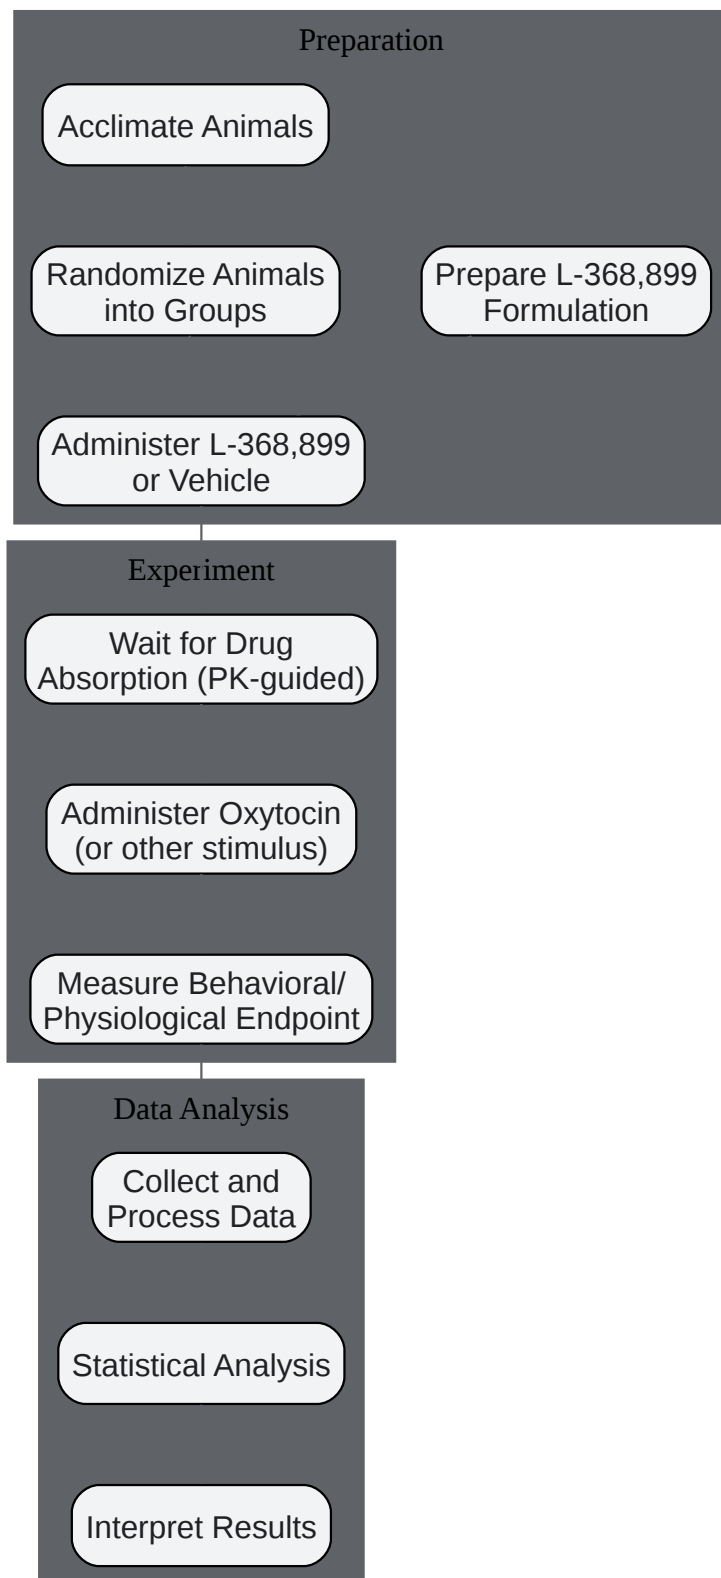 Preparation
Acclimate Animals
Randomize Animals
into Groups
Prepare L-368,899
Formulation
Administer L-368,899
or Vehicle
Experiment
Wait for Drug
Absorption (PK-guided)
Administer Oxytocin
(or other stimulus)
Measure Behavioral/
Physiological Endpoint
Data Analysis
Collect and
Process Data
Statistical Analysis
Interpret Results